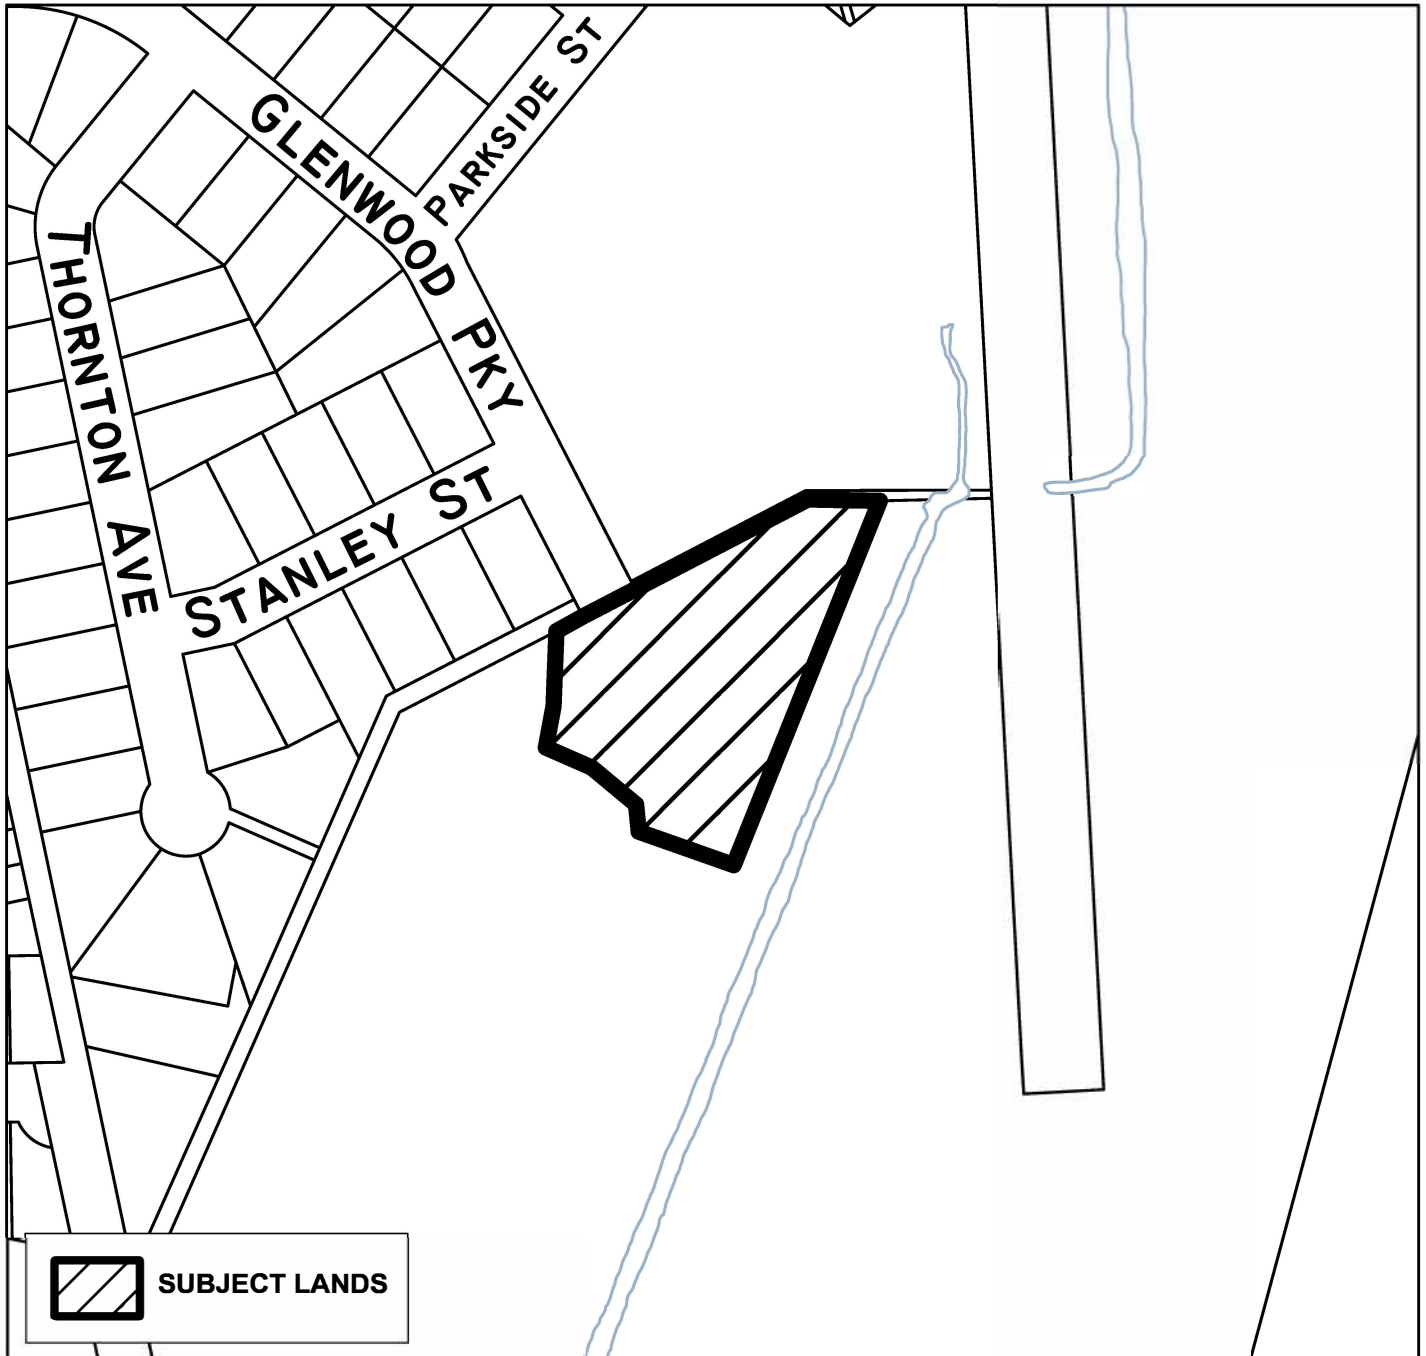 PARKSIDE ST
GLENWOOD PKY
THORNTON AVE
STANLEY ST
SUBJECT LANDS